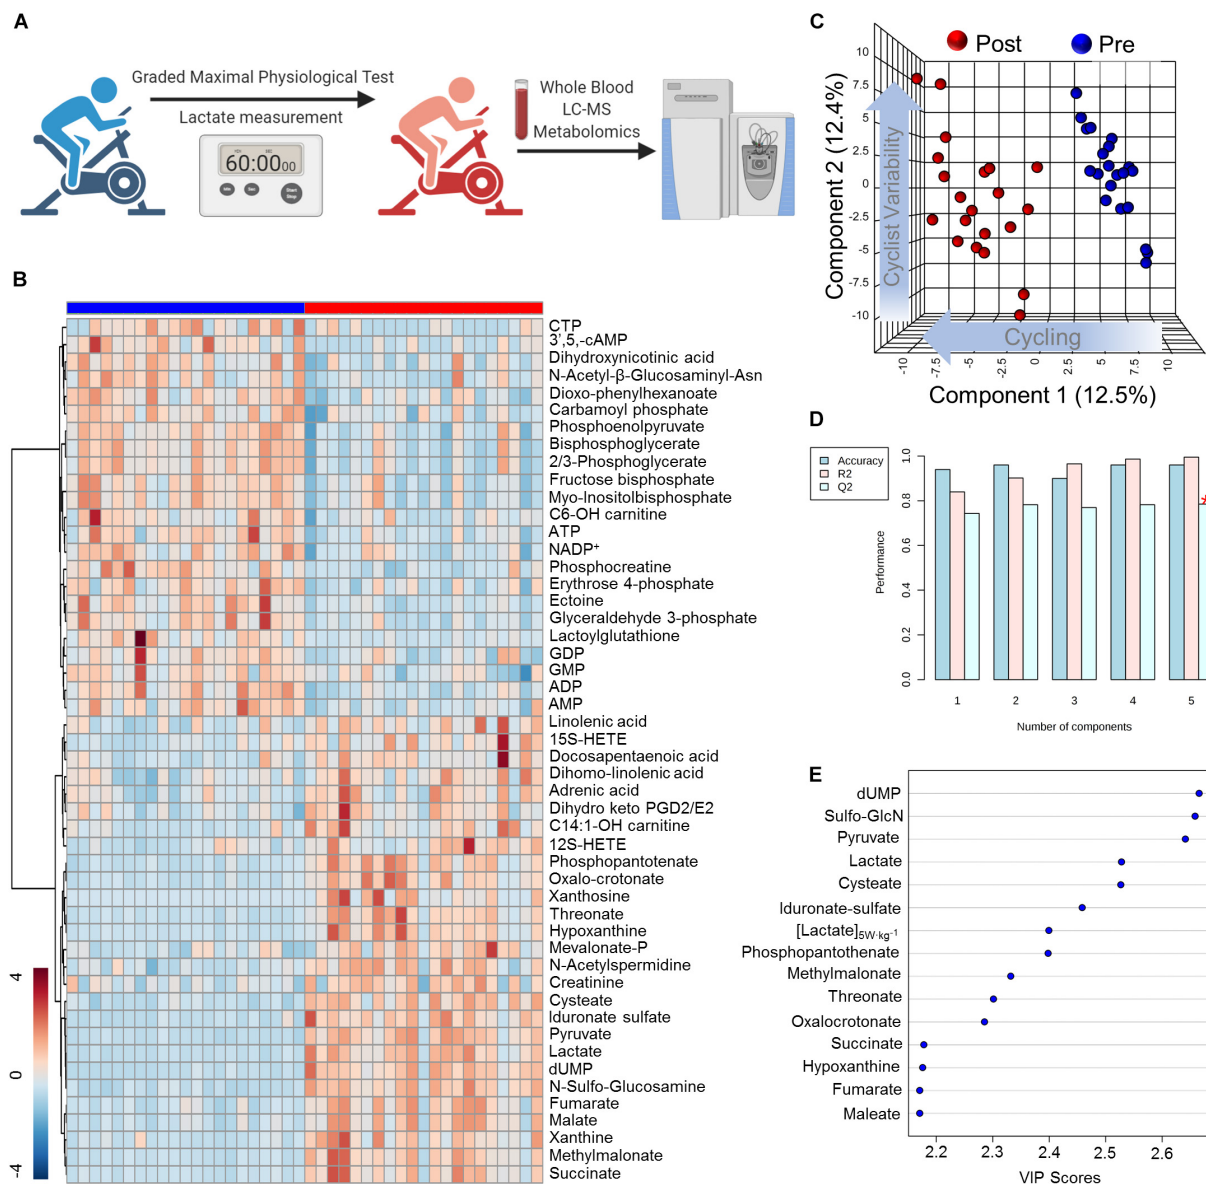 A
Graded Maximal Physiological Test
Lactate measurement
60:0000
Start
Stop
Whole Blood
LC-MS
Metabolomics
B
CTP
3',5,-cAMP
Dihydroxynicotinic acid
N-Acetyl-β-Glucosaminyl-Asn
Dioxo-phenylhexanoate
Carbamoyl phosphate
Phosphoenolpyruvate
Bisphosphoglycerate
2/3-Phosphoglycerate
Fructose bisphosphate
Myo-Inositolbisphosphate
C6-OH carnitine
ATP
NADP⁺
Phosphocreatine
Erythrose 4-phosphate
Ectoine
Glyceraldehyde 3-phosphate
Lactoylglutathione
GDP
GMP
ADP
AMP
Linolenic acid
15S-HETE
Docosapentaenoic acid
Dihomo-linolenic acid
Adrenic acid
Dihydro keto PGD2/E2
C14:1-OH carnitine
12S-HETE
Phosphopantotenate
Oxalo-crotonate
Xanthosine
Threonate
Hypoxanthine
Mevalonate-P
N-Acetylspermidine
Creatinine
Cysteate
Iduronate sulfate
Pyruvate
Lactate
dUMP
N-Sulfo-Glucosamine
Fumarate
Malate
Xanthine
Methylmalonate
Succinate
4
0
-4
C
Post
Pre
Component 2 (12.4%)
10
7.5
5
2.5
0
-2.5
-5
-7.5
-10
Cyclist Variability
Cycling
-10
-7.5
-5
-2.5
0
2.5
5
7.5
10
Component 1 (12.5%)
D
Accuracy
R2
Q2
Performance
1.0
0.8
0.6
0.4
0.2
0.0
*
1 2 3 4 5
Number of components
E
dUMP
Sulfo-GlcN
Pyruvate
Lactate
Cysteate
Iduronate-sulfate
[Lactate]5W·kg⁻¹
Phosphopantothenate
Methylmalonate
Threonate
Oxalocrotonate
Succinate
Hypoxanthine
Fumarate
Maleate
2.2 2.3 2.4 2.5 2.6
VIP Scores